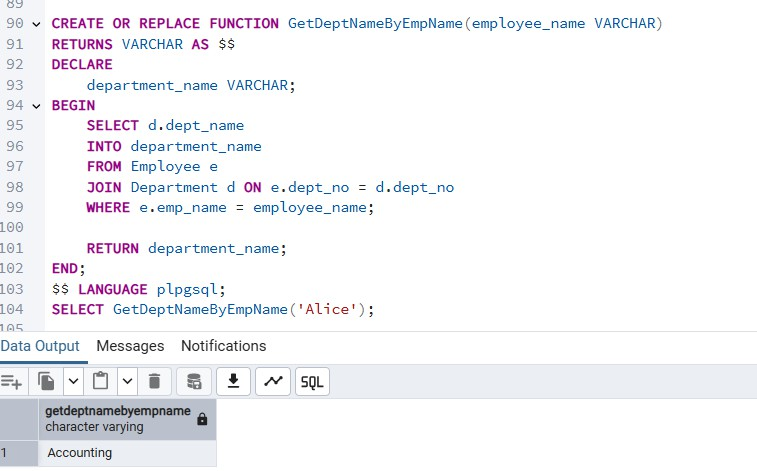 89
90 CREATE OR REPLACE FUNCTION GetDeptNameByEmpName(employee_name VARCHAR)
91 RETURNS VARCHAR AS $$
92 DECLARE
93 department_name VARCHAR;
94 BEGIN
95 SELECT d.dept_name
96 INTO department_name
97 FROM Employee e
98 JOIN Department d ON e.dept_no = d.dept_no
99 WHERE e.emp_name = employee_name;
100
101 RETURN department_name;
102 END;
103 $$ LANGUAGE plpgsql;
104 SELECT GetDeptNameByEmpName('Alice');
105
Data Output Messages Notifications
SQL
getdeptnamebyempname
character varying
1 Accounting